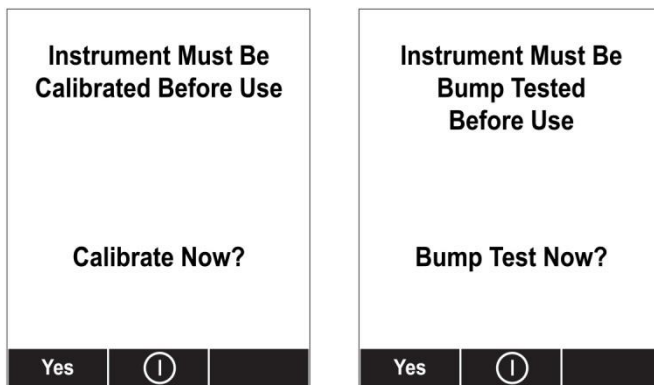 Instrument Must Be
Calibrated Before Use
Calibrate Now?
Yes
Instrument Must Be
Bump Tested
Before Use
Bump Test Now?
Yes